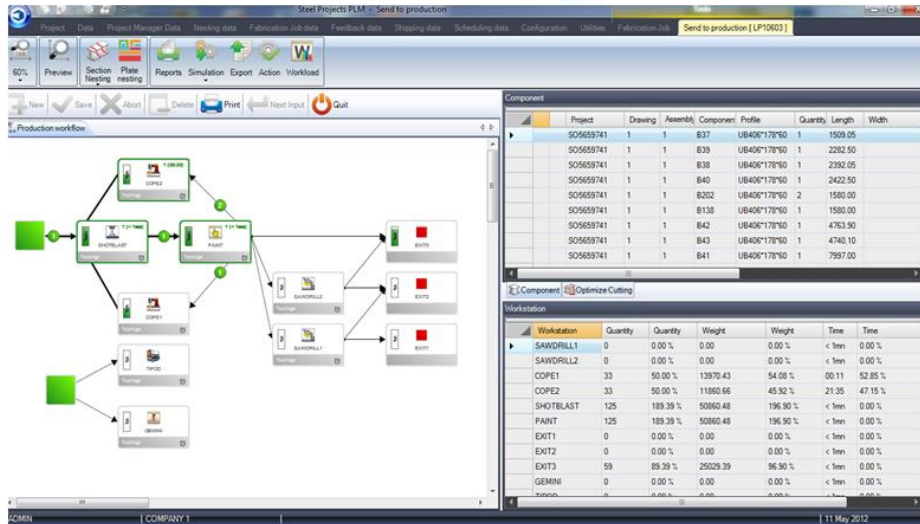 Steel Projects PLM - Send to production
Project Data Project Manager Data Nesting data Fabrication Job data Feedback data Shipping data Scheduling data Configuration Utilities Fabrication Job Send to production [ LP10603 ]
60% Preview Section Nesting Plate nesting Reports Simulation Export Action Workload
New Save Abort Delete Print Next Input Quit
Production workflow
COPE2
SHOTBLAST
PAINT
EXIT3
SAWDRILL2
EXIT2
COPE1
SAWDRILL1
EXIT1
TIPOD
GEMINI
Component
Project Drawing Assembly Componen Profile Quantity Length Width
SO5659741 1 1 B37 UB406*178*60 1 1509.05
SO5659741 1 1 B39 UB406*178*60 1 2282.50
SO5659741 1 1 B38 UB406*178*60 1 2392.05
SO5659741 1 1 B40 UB406*178*60 1 2422.50
SO5659741 1 1 B202 UB406*178*60 2 1580.00
SO5659741 1 1 B138 UB406*178*60 1 1580.00
SO5659741 1 1 B42 UB406*178*60 1 4763.90
SO5659741 1 1 B43 UB406*178*60 1 4740.10
SO5659741 1 1 B41 UB406*178*60 1 7997.00
Component Optimize Cutting
Workstation
Workstation Quantity Quantity Weight Weight Time Time
SAWDRILL1 0 0.00 % 0.00 0.00 % < 1mn 0.00 %
SAWDRILL2 0 0.00 % 0.00 0.00 % < 1mn 0.00 %
COPE1 33 50.00 % 13970.43 54.08 % 00:11 52.85 %
COPE2 33 50.00 % 11860.66 45.92 % 21:35 47.15 %
SHOTBLAST 125 189.39 % 50860.48 196.90 % < 1mn 0.00 %
PAINT 125 189.39 % 50860.48 196.90 % < 1mn 0.00 %
EXIT1 0 0.00 % 0.00 0.00 % < 1mn 0.00 %
EXIT2 0 0.00 % 0.00 0.00 % < 1mn 0.00 %
EXIT3 59 89.39 % 25029.39 96.90 % < 1mn 0.00 %
GEMINI 0 0.00 % 0.00 0.00 % < 1mn 0.00 %
ADMIN COMPANY 1 11 May 2012